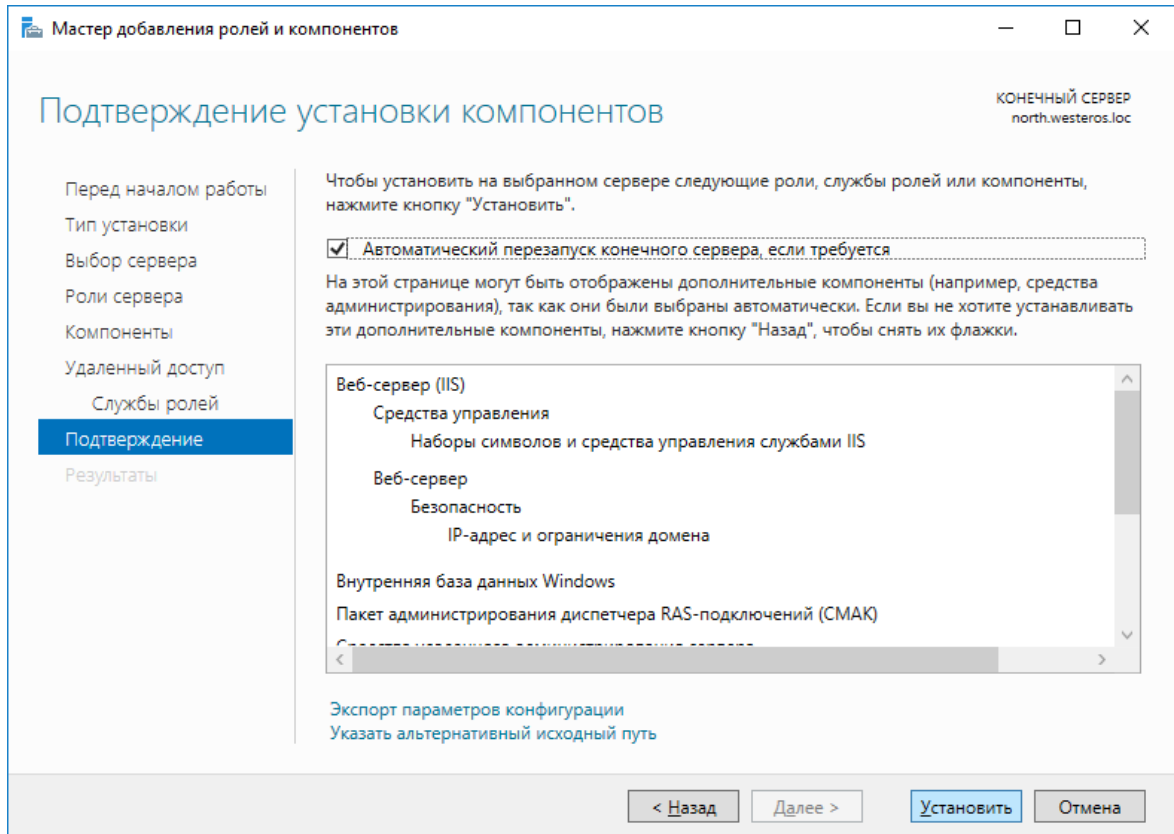 Мастер добавления ролей и компонентов
Подтверждение установки компонентов
КОНЕЧНЫЙ СЕРВЕР
north.westeros.loc
Перед началом работы
Тип установки
Выбор сервера
Роли сервера
Компоненты
Удаленный доступ
Службы ролей
Подтверждение
Результаты
Чтобы установить на выбранном сервере следующие роли, службы ролей или компоненты,
нажмите кнопку "Установить".
Автоматический перезапуск конечного сервера, если требуется
На этой странице могут быть отображены дополнительные компоненты (например, средства
администрирования), так как они были выбраны автоматически. Если вы не хотите устанавливать
эти дополнительные компоненты, нажмите кнопку "Назад", чтобы снять их флажки.
Веб-сервер (IIS)
Средства управления
Наборы символов и средства управления службами IIS
Веб-сервер
Безопасность
IP-адрес и ограничения домена
Внутренняя база данных Windows
Пакет администрирования диспетчера RAS-подключений (CMAK)
Средства удаленного администрирования сервера
Экспорт параметров конфигурации
Указать альтернативный исходный путь
< Назад
Далее >
Установить
Отмена